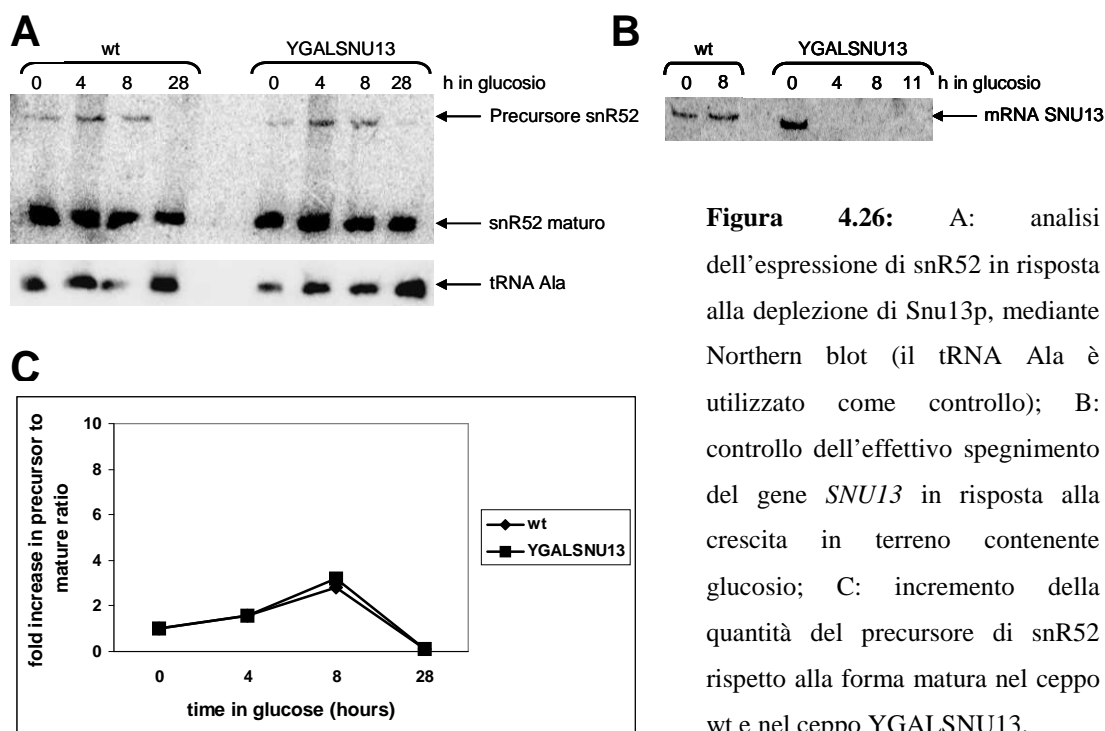 A
wt YGALSNU13
0 4 8 28 0 4 8 28 h in glucosio
Precursore snR52
snR52 maturo
tRNA Ala
B
wt YGALSNU13
0 8 0 4 8 11 h in glucosio
mRNA SNU13
C
fold increase in precursor to
mature ratio
10
8
6
4
2
0
0 4 8 28
time in glucose (hours)
wt
YGALSNU13
Figura 4.26: A: analisi
dell'espressione di snR52 in risposta
alla deplezione di Snu13p, mediante
Northern blot (il tRNA Ala è
utilizzato come controllo); B:
controllo dell'effettivo spegnimento
del gene SNU13 in risposta alla
crescita in terreno contenente
glucosio; C: incremento della
quantità del precursore di snR52
rispetto alla forma matura nel ceppo
wt e nel ceppo YGALSNU13.